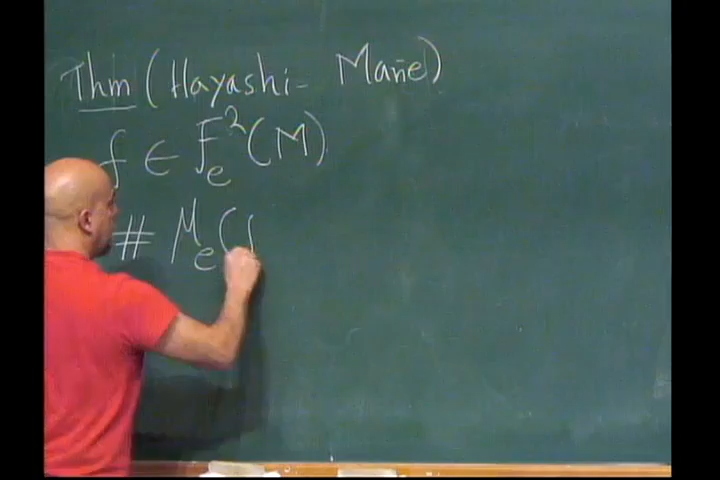 Thm (Hayashi- Mañe)
f ∈ F_e^2(M)
# M_e(